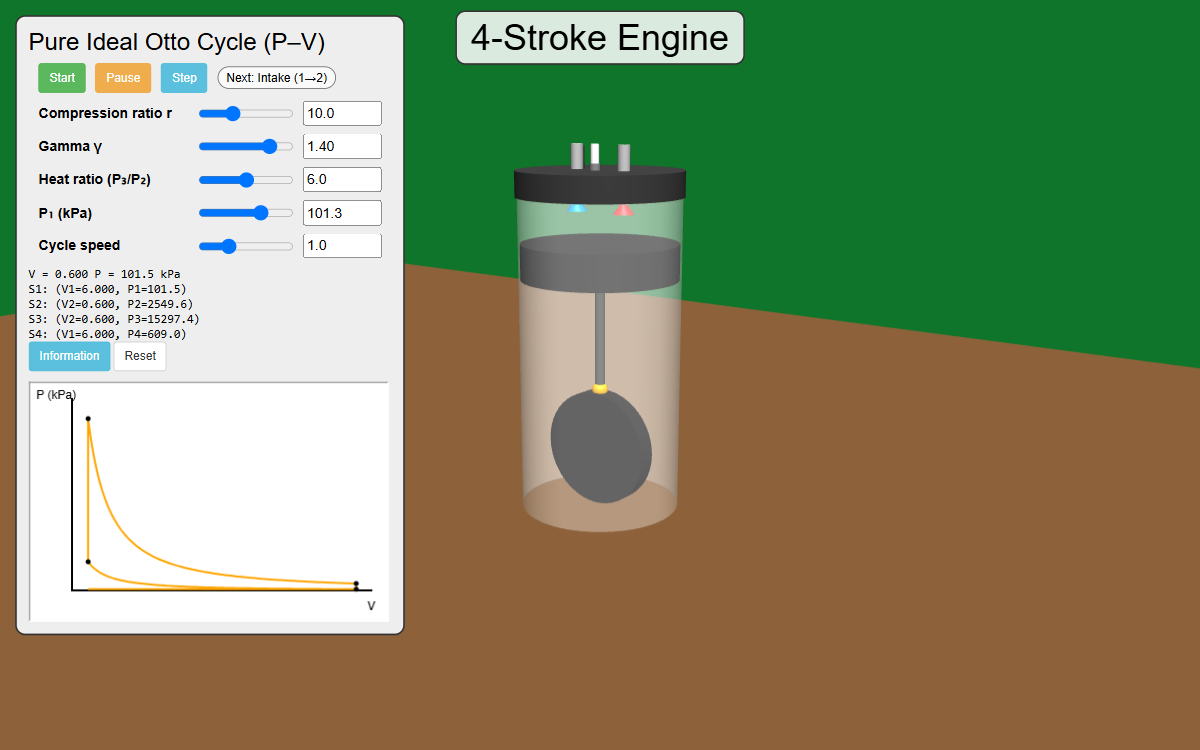 4-Stroke Engine
Pure Ideal Otto Cycle (P–V)
Start Pause Step Next: Intake (1→2)
Compression ratio r 10.0
Gamma γ 1.40
Heat ratio (P₃/P₂) 6.0
P₁ (kPa) 101.3
Cycle speed 1.0
V = 0.600 P = 101.5 kPa
S1: (V1=6.000, P1=101.5)
S2: (V2=0.600, P2=2549.6)
S3: (V2=0.600, P3=15297.4)
S4: (V1=6.000, P4=609.0)
Information Reset
P (kPa)
V